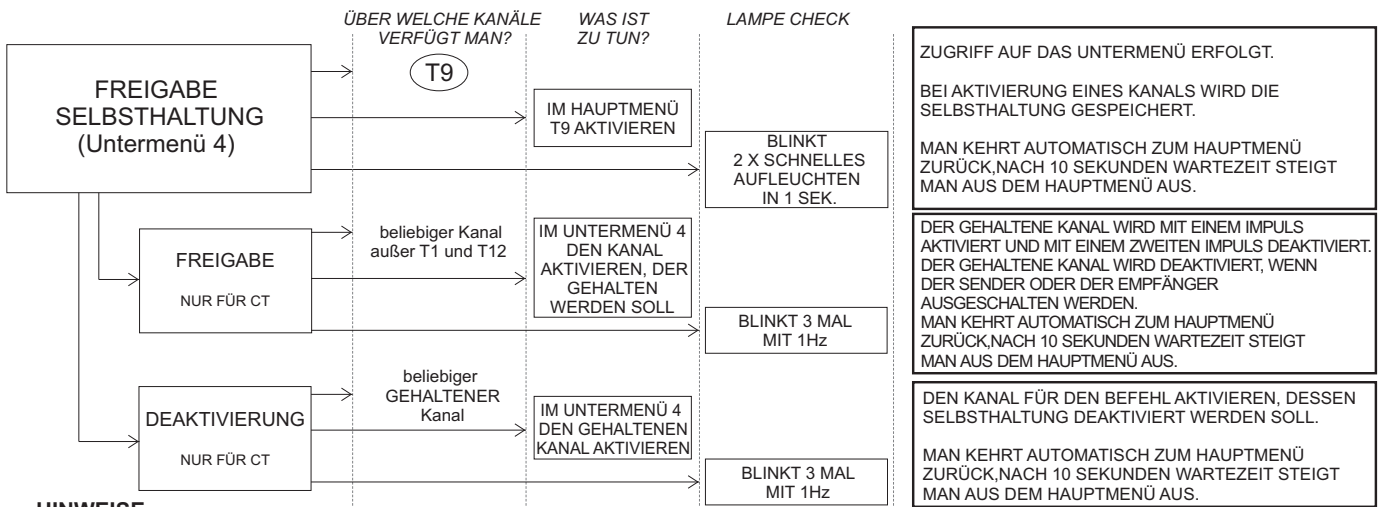 ÜBER WELCHE KANÄLE
VERFÜGT MAN?
WAS IST
ZU TUN?
LAMPE CHECK
FREIGABE
SELBSTHALTUNG
(Untermenü 4)
T9
IM HAUPTMENÜ
T9 AKTIVIEREN
BLINKT
2 X SCHNELLES
AUFLEUCHTEN
IN 1 SEK.
ZUGRIFF AUF DAS UNTERMENÜ ERFOLGT.
BEI AKTIVIERUNG EINES KANALS WIRD DIE
SELBSTHALTUNG GESPEICHERT.
MAN KEHRT AUTOMATISCH ZUM HAUPTMENÜ
ZURÜCK,NACH 10 SEKUNDEN WARTEZEIT STEIGT
MAN AUS DEM HAUPTMENÜ AUS.
FREIGABE
NUR FÜR CT
beliebiger Kanal
außer T1 und T12
IM UNTERMENÜ 4
DEN KANAL
AKTIVIEREN, DER
GEHALTEN
WERDEN SOLL
BLINKT 3 MAL
MIT 1Hz
DER GEHALTENE KANAL WIRD MIT EINEM IMPULS
AKTIVIERT UND MIT EINEM ZWEITEN IMPULS DEAKTIVIERT.
DER GEHALTENE KANAL WIRD DEAKTIVIERT, WENN
DER SENDER ODER DER EMPFÄNGER
AUSGESCHALTEN WERDEN.
MAN KEHRT AUTOMATISCH ZUM HAUPTMENÜ
ZURÜCK,NACH 10 SEKUNDEN WARTEZEIT STEIGT
MAN AUS DEM HAUPTMENÜ AUS.
DEAKTIVIERUNG
NUR FÜR CT
beliebiger
GEHALTENER
Kanal
IM UNTERMENÜ 4
DEN GEHALTENEN
KANAL AKTIVIEREN
BLINKT 3 MAL
MIT 1Hz
DEN KANAL FÜR DEN BEFEHL AKTIVIEREN, DESSEN
SELBSTHALTUNG DEAKTIVIERT WERDEN SOLL.
MAN KEHRT AUTOMATISCH ZUM HAUPTMENÜ
ZURÜCK,NACH 10 SEKUNDEN WARTEZEIT STEIGT
MAN AUS DEM HAUPTMENÜ AUS.
HINWEISE